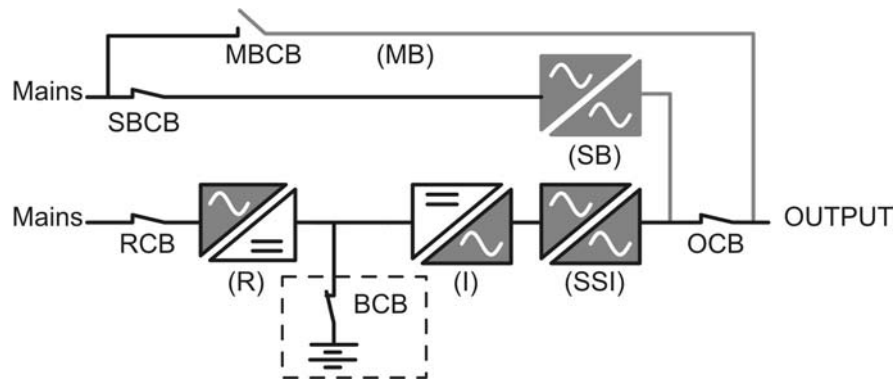 MBCB (MB)
Mains
SBCB
(SB)
Mains OUTPUT
RCB OCB
(R) (I) (SSI)
BCB